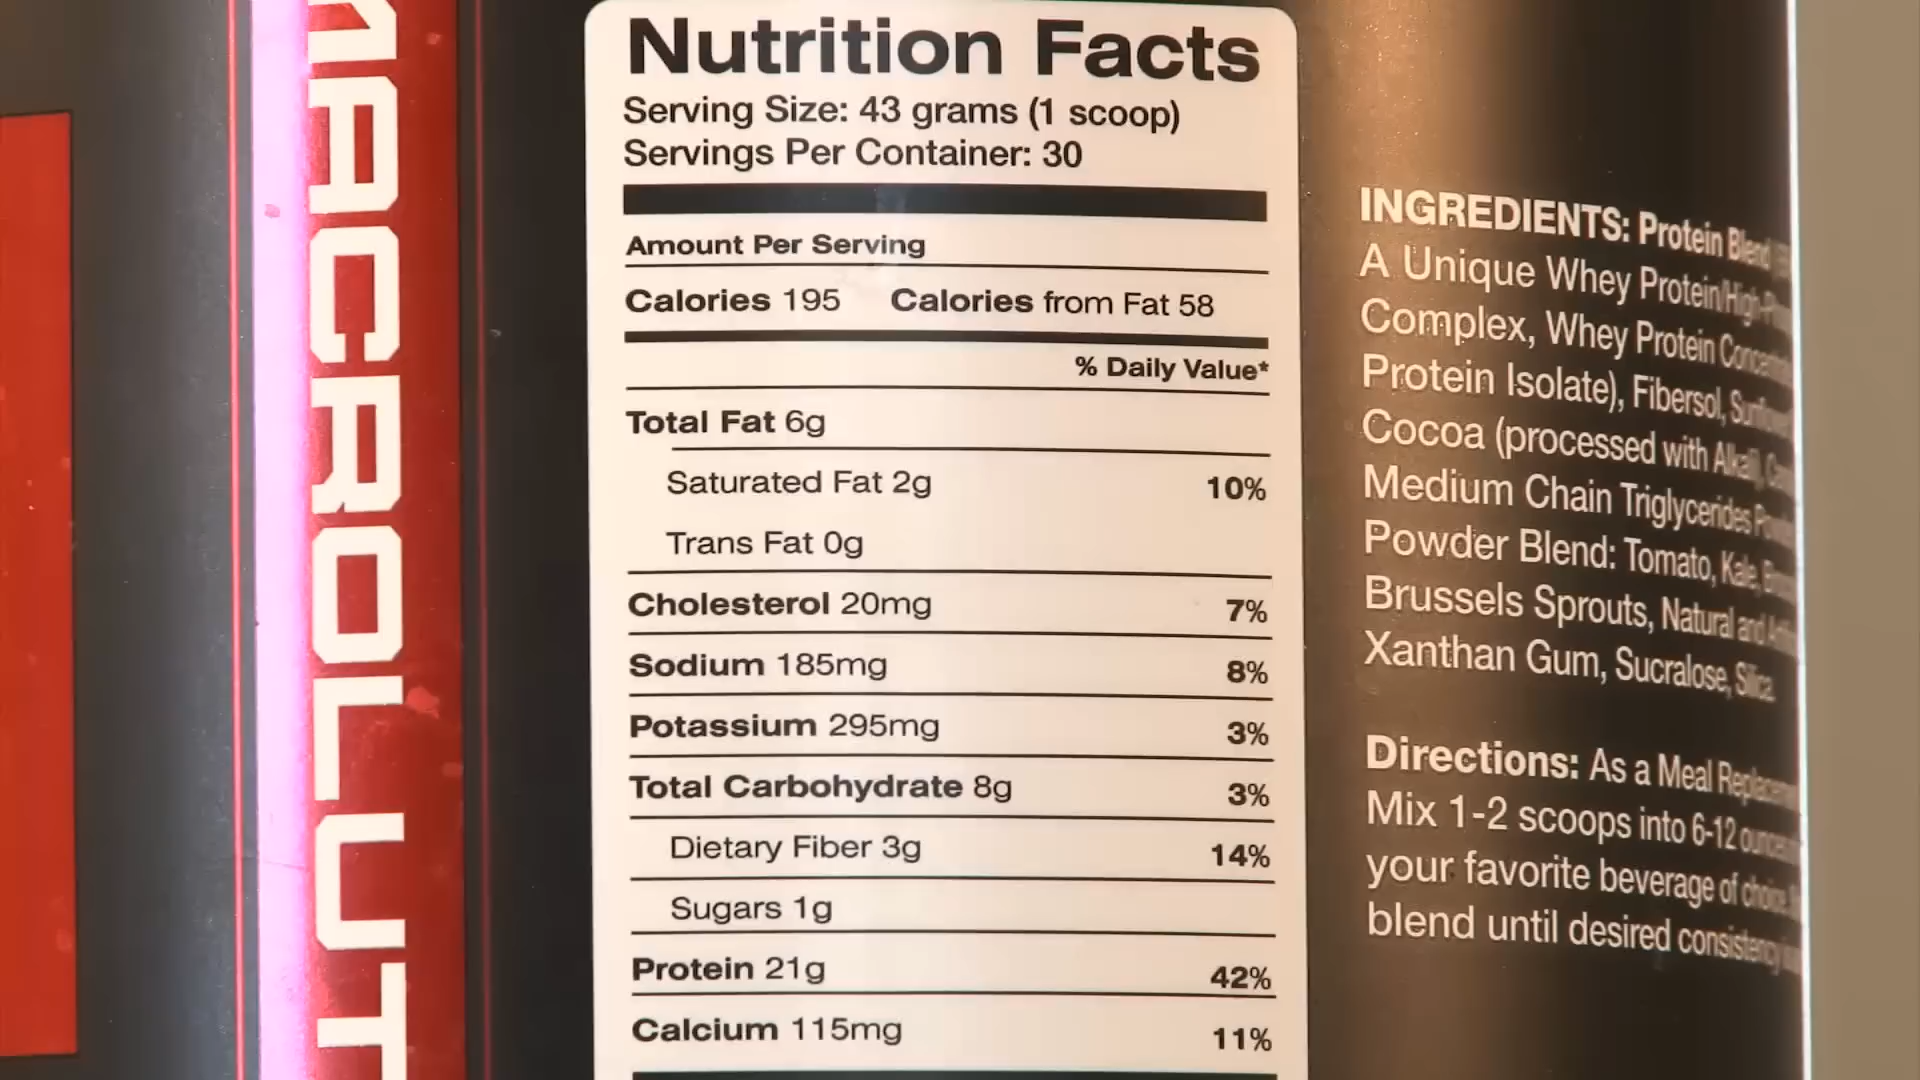 MACROLUT
Nutrition Facts
Serving Size: 43 grams (1 scoop)
Servings Per Container: 30
Amount Per Serving
Calories 195 Calories from Fat 58
% Daily Value*
Total Fat 6g
Saturated Fat 2g 10%
Trans Fat 0g
Cholesterol 20mg 7%
Sodium 185mg 8%
Potassium 295mg 3%
Total Carbohydrate 8g 3%
Dietary Fiber 3g 14%
Sugars 1g
Protein 21g 42%
Calcium 115mg 11%
INGREDIENTS: Protein Blend
A Unique Whey Protein/High-
Complex, Whey Protein
Protein Isolate), Fibersol,
Cocoa (processed with Alkali),
Medium Chain Triglycerides
Powder Blend: Tomato, Kale,
Brussels Sprouts, Natural and
Xanthan Gum, Sucralose, Silica.
Directions: As a Meal
Mix 1-2 scoops into 6-12 ounces
your favorite beverage of choice.
blend until desired consistency